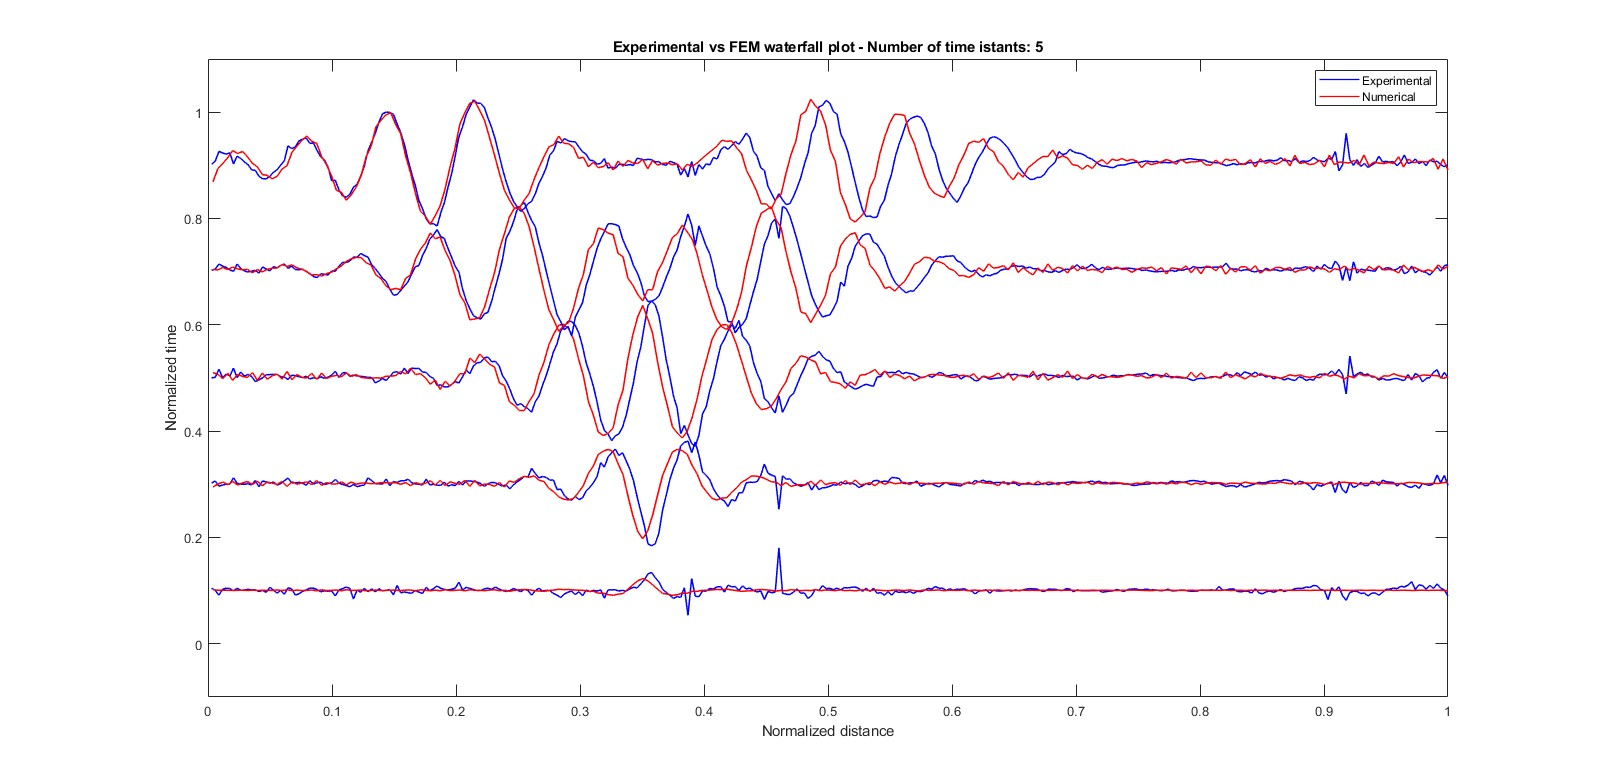 Experimental vs FEM waterfall plot - Number of time istants: 5
Experimental
Numerical
1
0.8
0.6
0.4
0.2
0
Normalized time
0 0.1 0.2 0.3 0.4 0.5 0.6 0.7 0.8 0.9 1
Normalized distance